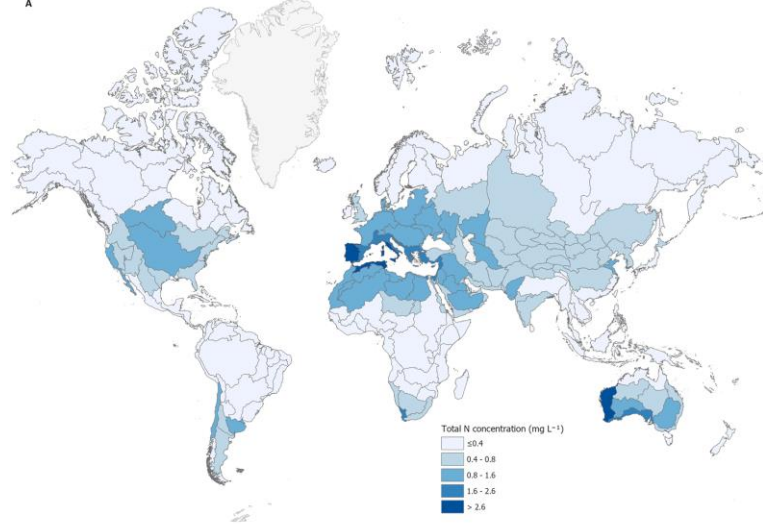 A
Total N concentration (mg L⁻¹)
≤0.4
0.4 - 0.8
0.8 - 1.6
1.6 - 2.6
> 2.6